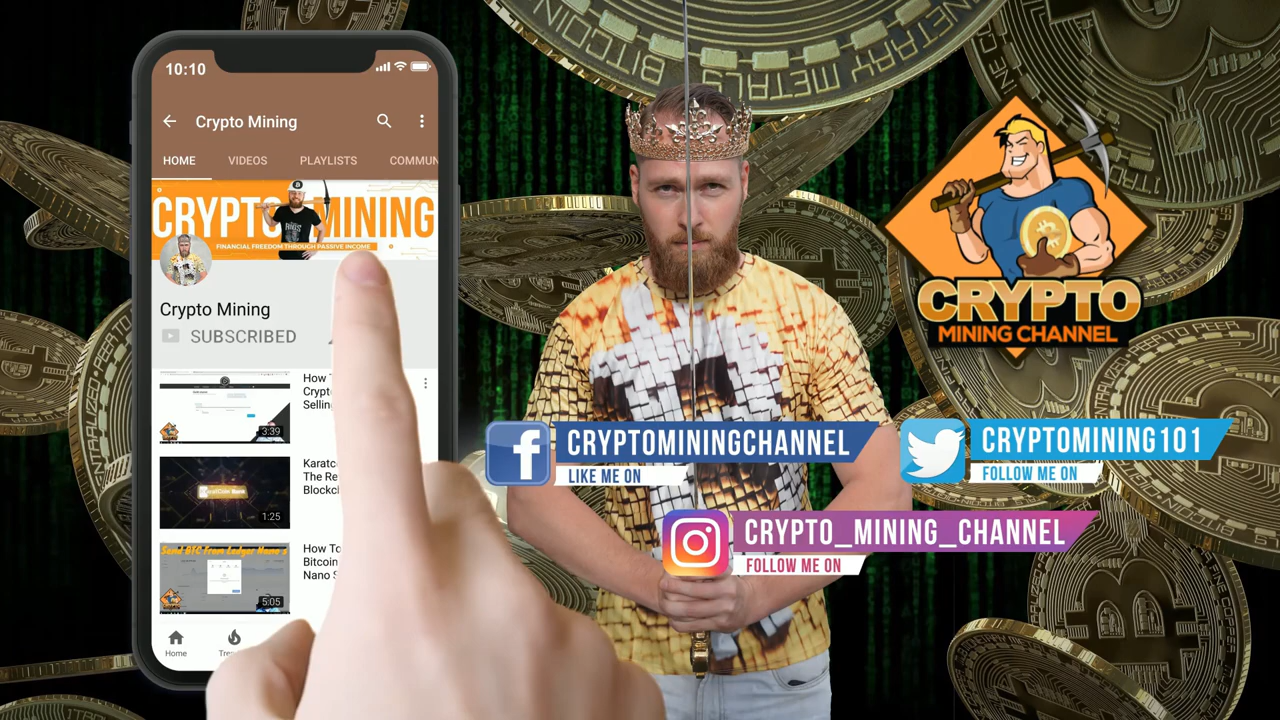 10:10
Crypto Mining
HOME VIDEOS PLAYLISTS COMMUN
CRYPTO MINING
FINANCIAL FREEDOM THROUGH PASSIVE INCOME
Crypto Mining
SUBSCRIBED
How T
Crypt
Selling
3:39
Karatc
The Re
Blockc
1:25
Send BTC From Ledger Nano s
How To
Bitcoin
Nano S
5:05
Home
Tre
CRYPTO
MINING CHANNEL
CRYPTOMININGCHANNEL
LIKE ME ON
CRYPTOMINING101
FOLLOW ME ON
CRYPTO_MINING_CHANNEL
FOLLOW ME ON